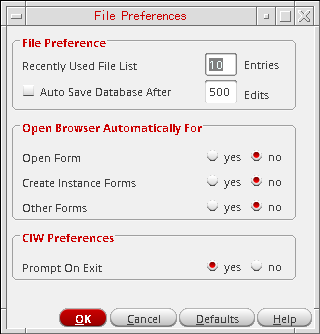 File Preferences
File Preference
Recently Used File List 10 Entries
Auto Save Database After 500 Edits
Open Browser Automatically For
Open Form yes no
Create Instance Forms yes no
Other Forms yes no
CIW Preferences
Prompt On Exit yes no
OK Cancel Defaults Help